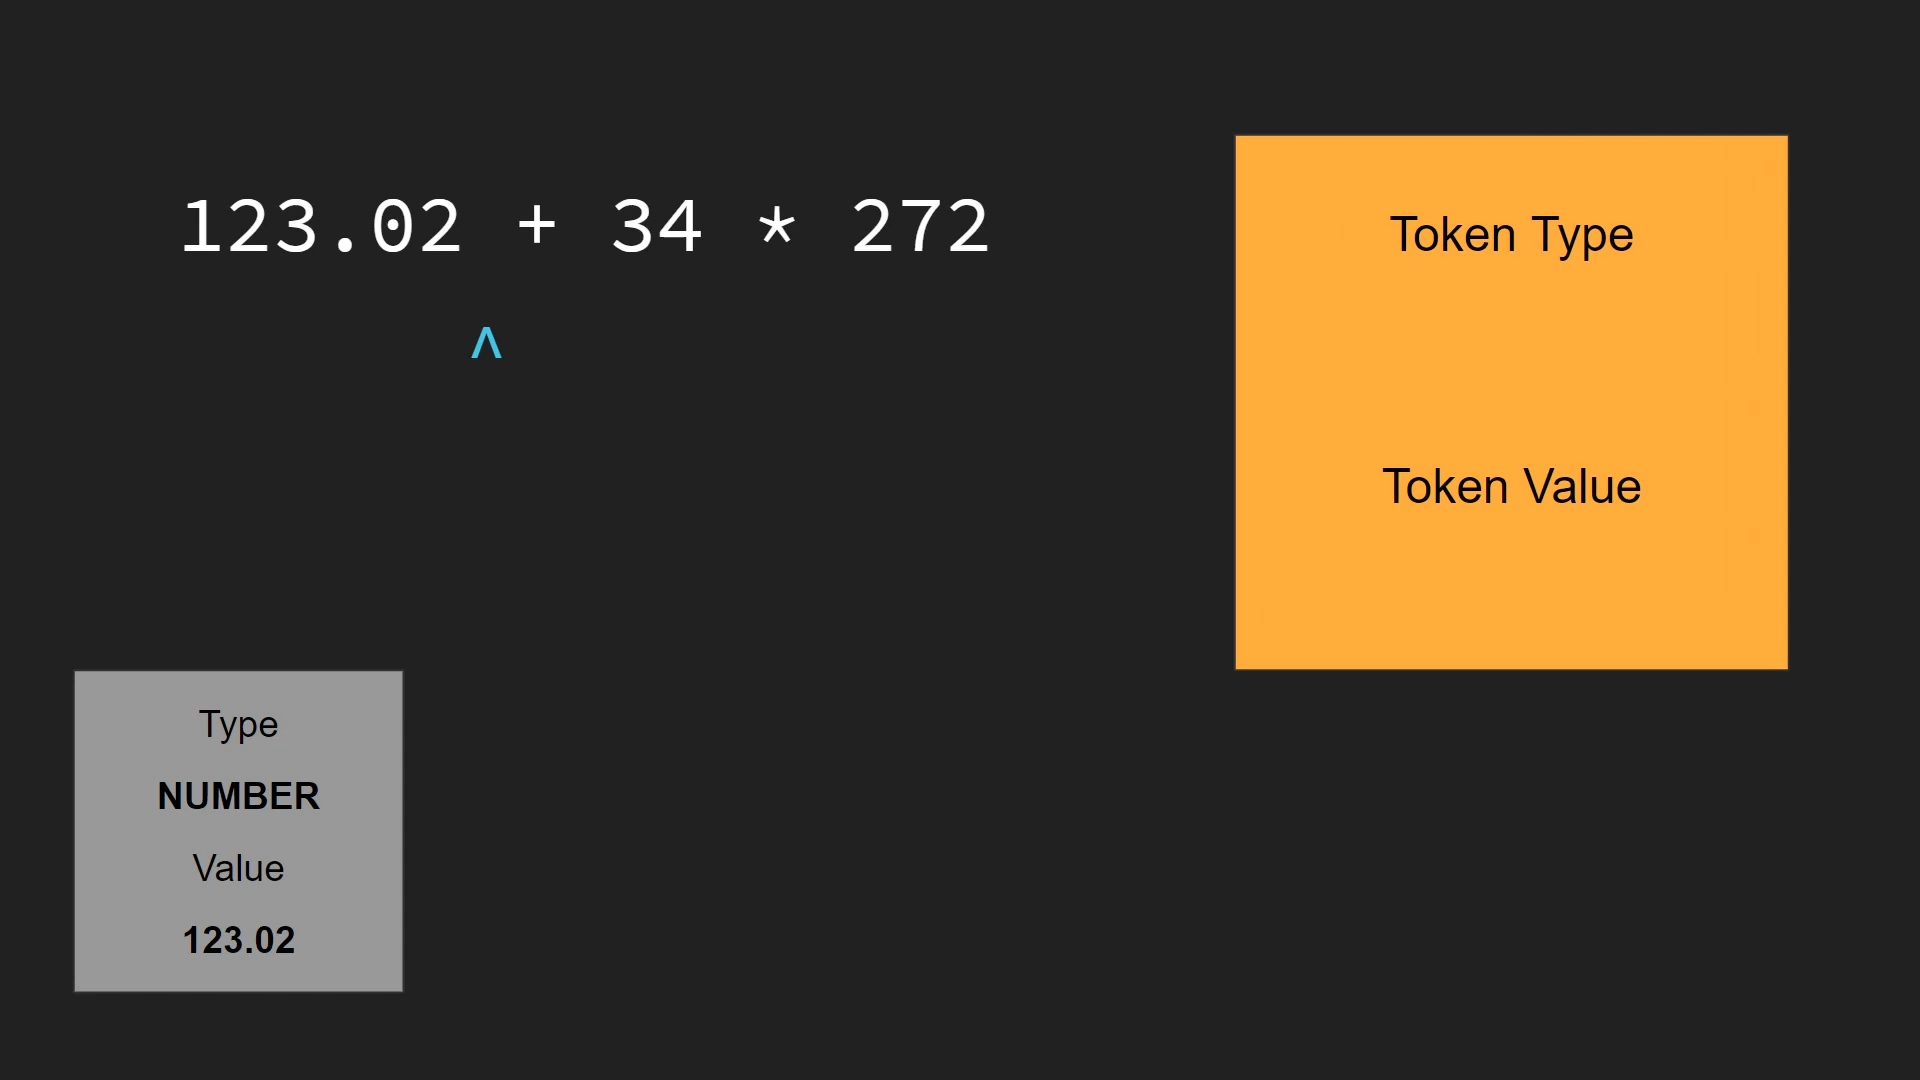 123.02 + 34 * 272
^
Token Type
Token Value
Type
NUMBER
Value
123.02